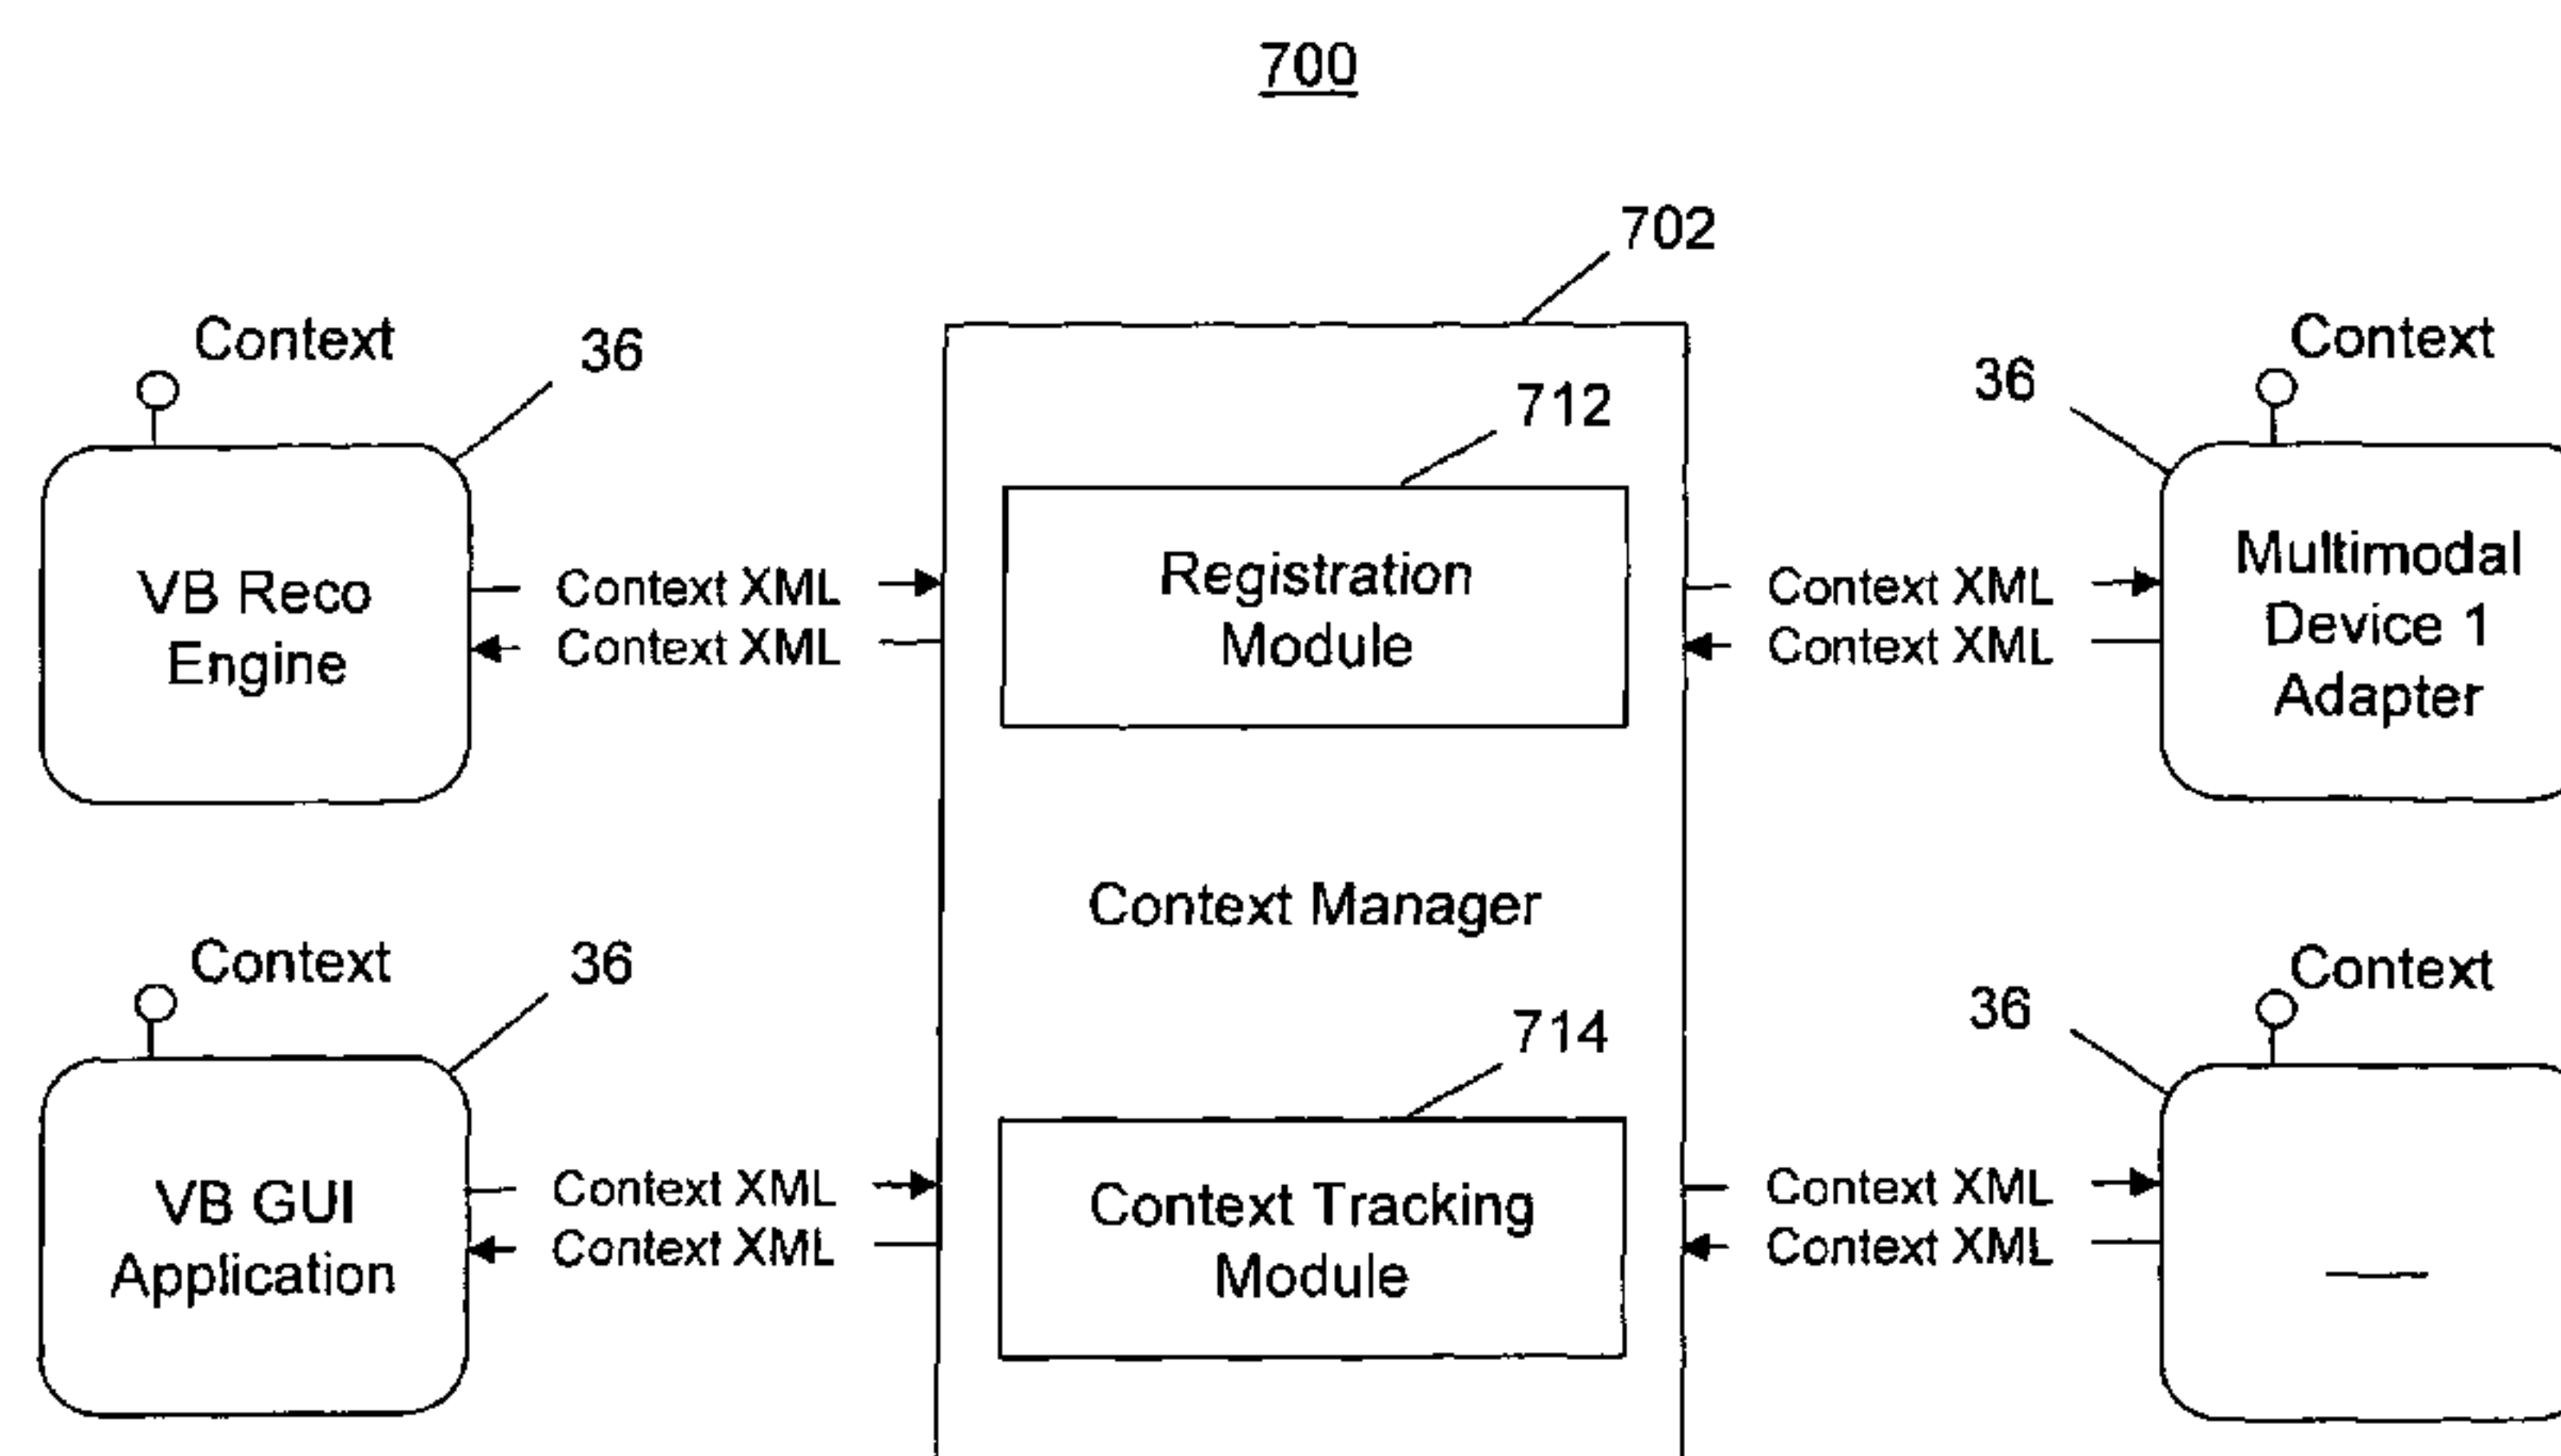 700
702
Context
36
Context
36
712
VB Reco
Engine
Context XML
Context XML
Registration
Module
Context XML
Context XML
Multimodal
Device 1
Adapter
Context Manager
Context
36
Context
36
714
VB GUI
Application
Context XML
Context XML
Context Tracking
Module
Context XML
Context XML